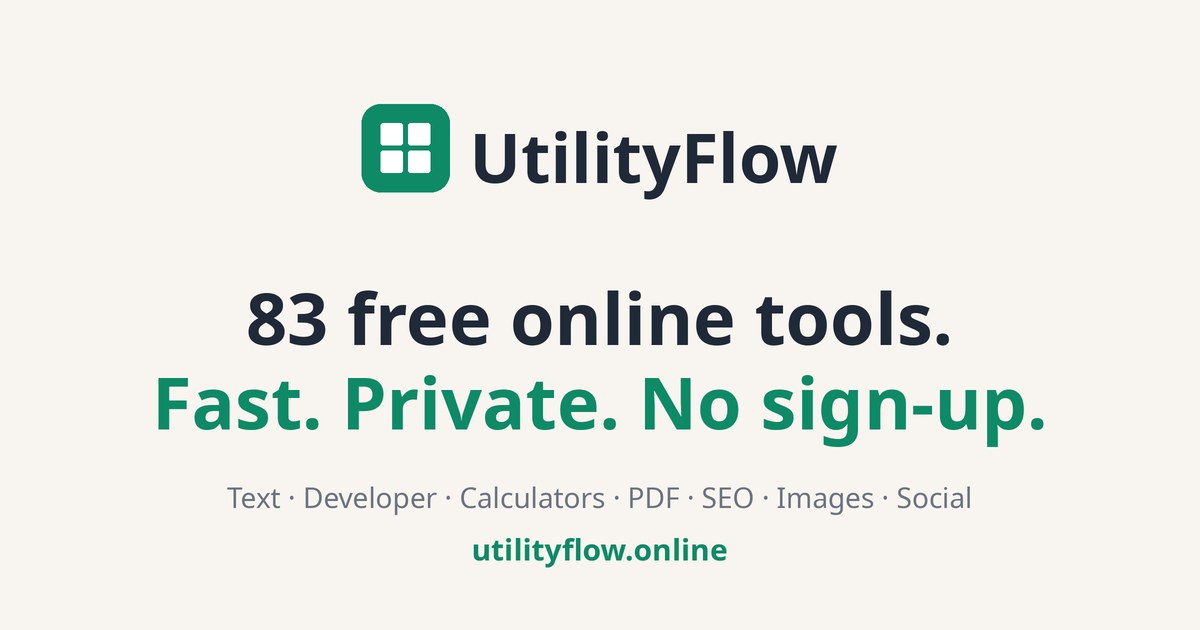 UtilityFlow
83 free online tools.
Fast. Private. No sign-up.
Text · Developer · Calculators · PDF · SEO · Images · Social
utilityflow.online